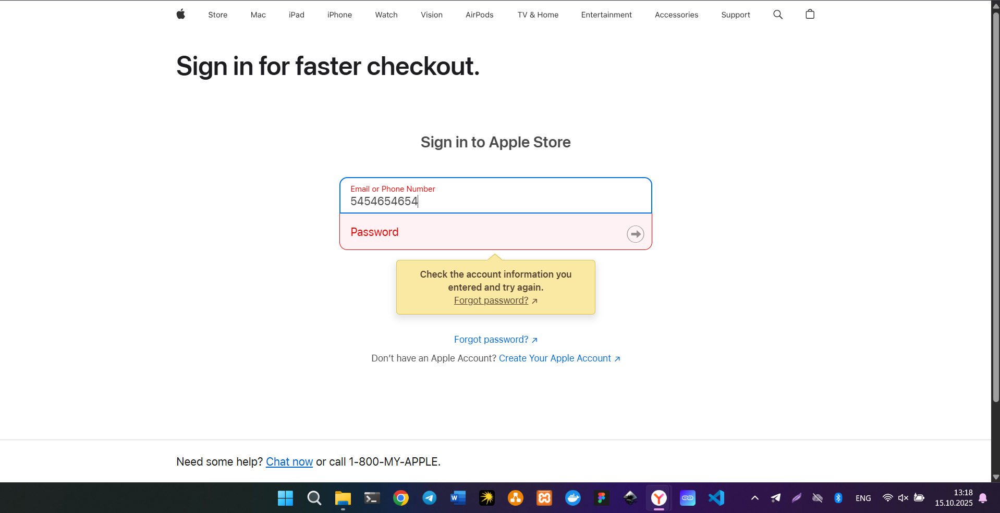 Store Mac iPad iPhone Watch Vision AirPods TV & Home Entertainment Accessories Support
Sign in for faster checkout.
Sign in to Apple Store
Email or Phone Number
5454654654
Password
Check the account information you
entered and try again.
Forgot password? ↗
Forgot password? ↗
Don’t have an Apple Account? Create Your Apple Account ↗
Need some help? Chat now or call 1-800-MY-APPLE.
ENG
13:18
15.10.2025